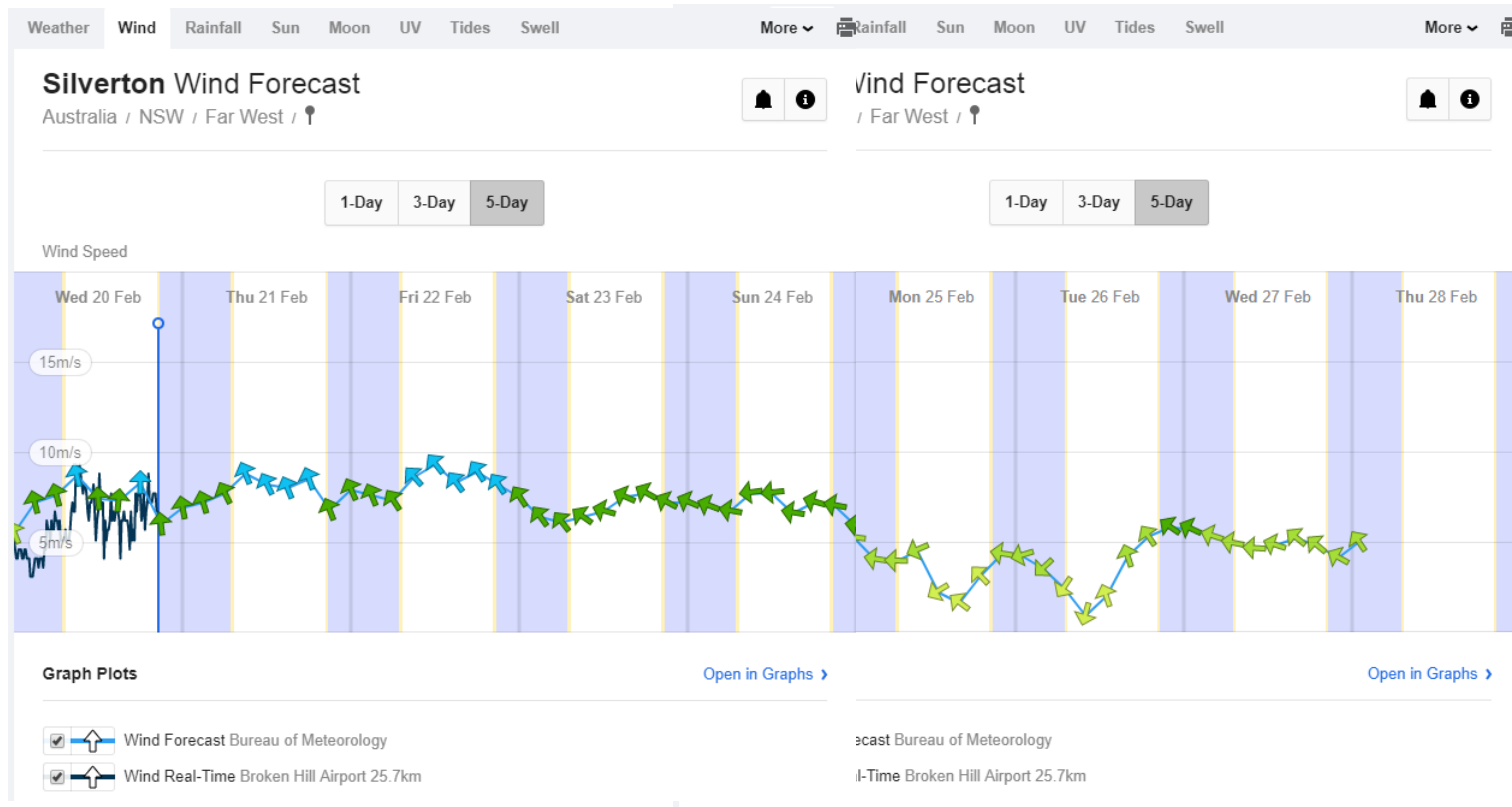 Weather Wind Rainfall Sun Moon UV Tides Swell More Rainfall Sun Moon UV Tides Swell More
Silverton Wind Forecast Wind Forecast
Australia / NSW / Far West / / Far West /
1-Day 3-Day 5-Day 1-Day 3-Day 5-Day
Wind Speed
Wed 20 Feb Thu 21 Feb Fri 22 Feb Sat 23 Feb Sun 24 Feb Mon 25 Feb Tue 26 Feb Wed 27 Feb Thu 28 Feb
15m/s
10m/s
5m/s
Graph Plots Open in Graphs Open in Graphs
Wind Forecast Bureau of Meteorology ecast Bureau of Meteorology
Wind Real-Time Broken Hill Airport 25.7km l-Time Broken Hill Airport 25.7km